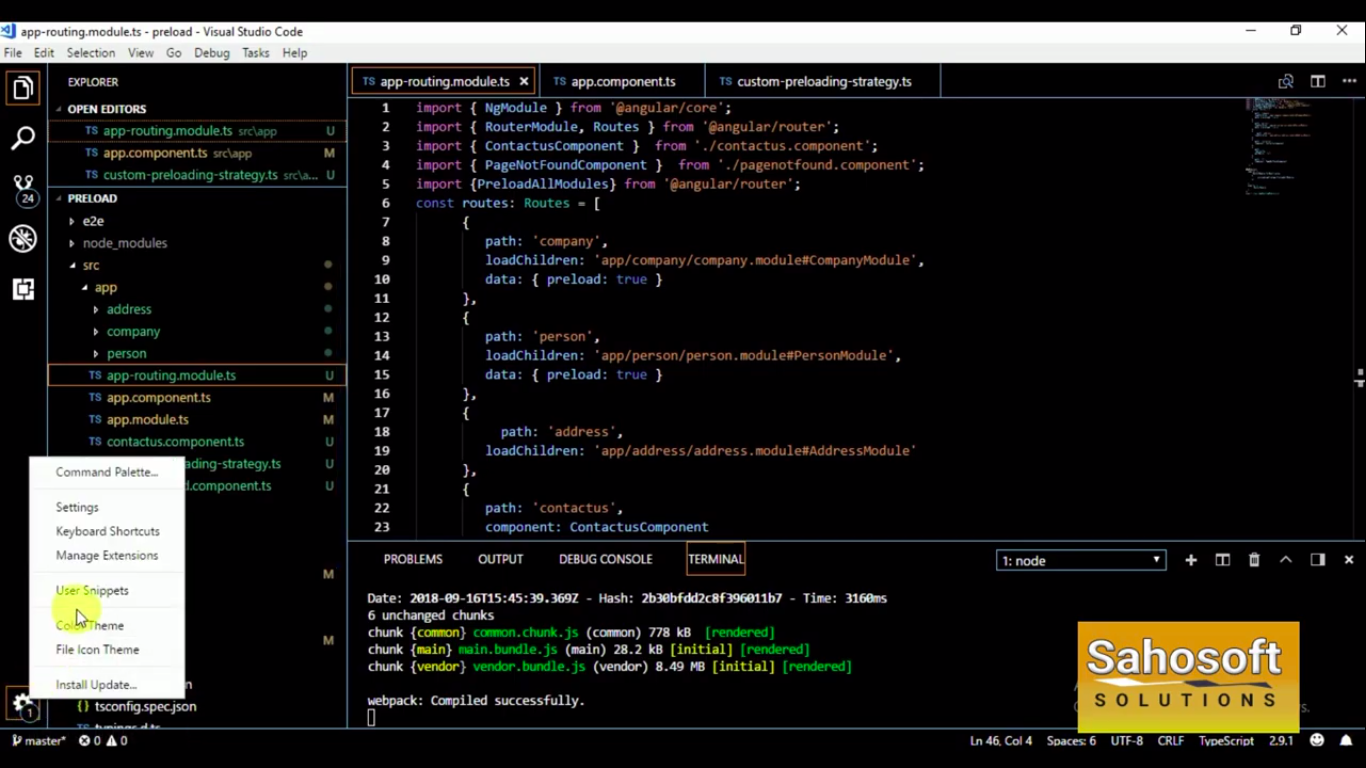 app-routing.module.ts - preload - Visual Studio Code
File Edit Selection View Go Debug Tasks Help
EXPLORER
OPEN EDITORS
TS app-routing.module.ts src\app U
TS app.component.ts src\app M
TS custom-preloading-strategy.ts src\a... U
24
PRELOAD
e2e
node_modules
src
app
address
company
person
TS app-routing.module.ts U
TS app.component.ts M
TS app.module.ts M
TS contactus.component.ts U
ading-strategy.ts U
d.component.ts U
M
M
{} tsconfig.spec.json
typings.d.ts
Command Palette...
Settings
Keyboard Shortcuts
Manage Extensions
User Snippets
Color Theme
File Icon Theme
Install Update...
1
TS app-routing.module.ts TS app.component.ts TS custom-preloading-strategy.ts
1 import { NgModule } from '@angular/core';
2 import { RouterModule, Routes } from '@angular/router';
3 import { ContactusComponent } from './contactus.component';
4 import { PageNotFoundComponent } from './pagenotfound.component';
5 import {PreloadAllModules} from '@angular/router';
6 const routes: Routes = [
7 {
8 path: 'company',
9 loadChildren: 'app/company/company.module#CompanyModule',
10 data: { preload: true }
11 },
12 {
13 path: 'person',
14 loadChildren: 'app/person/person.module#PersonModule',
15 data: { preload: true }
16 },
17 {
18 path: 'address',
19 loadChildren: 'app/address/address.module#AddressModule'
20 },
21 {
22 path: 'contactus',
23 component: ContactusComponent
PROBLEMS OUTPUT DEBUG CONSOLE TERMINAL 1: node
Date: 2018-09-16T15:45:39.369Z - Hash: 2b30bfdd2c8f396011b7 - Time: 3160ms
6 unchanged chunks
chunk {common} common.chunk.js (common) 778 kB [rendered]
chunk {main} main.bundle.js (main) 28.2 kB [initial] [rendered]
chunk {vendor} vendor.bundle.js (vendor) 8.49 MB [initial] [rendered]
webpack: Compiled successfully.
Sahosoft
SOLUTIONS
master* 0 0 Ln 46, Col 4 Spaces: 6 UTF-8 CRLF TypeScript 2.9.1